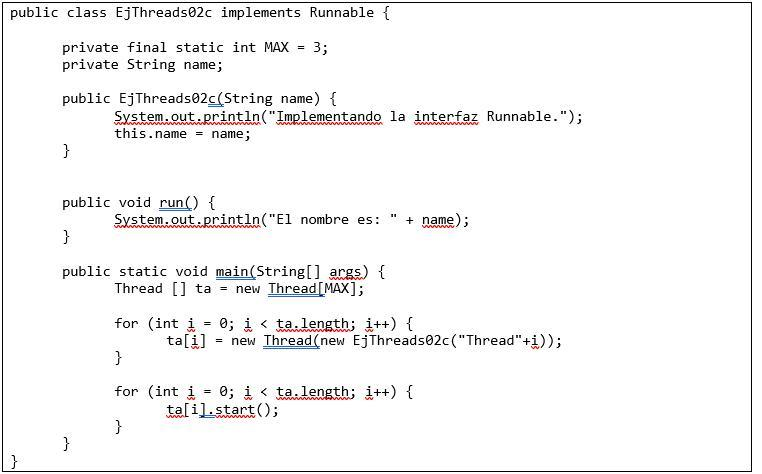 public class EjThreads02c implements Runnable {
private final static int MAX = 3;
private String name;
public EjThreads02c(String name) {
System.out.println("Implementando la interfaz Runnable.");
this.name = name;
}
public void run() {
System.out.println("El nombre es: " + name);
}
public static void main(String[] args) {
Thread [] ta = new Thread[MAX];
for (int i = 0; i < ta.length; i++) {
ta[i] = new Thread(new EjThreads02c("Thread"+i));
}
for (int i = 0; i < ta.length; i++) {
ta[i].start();
}
}
}